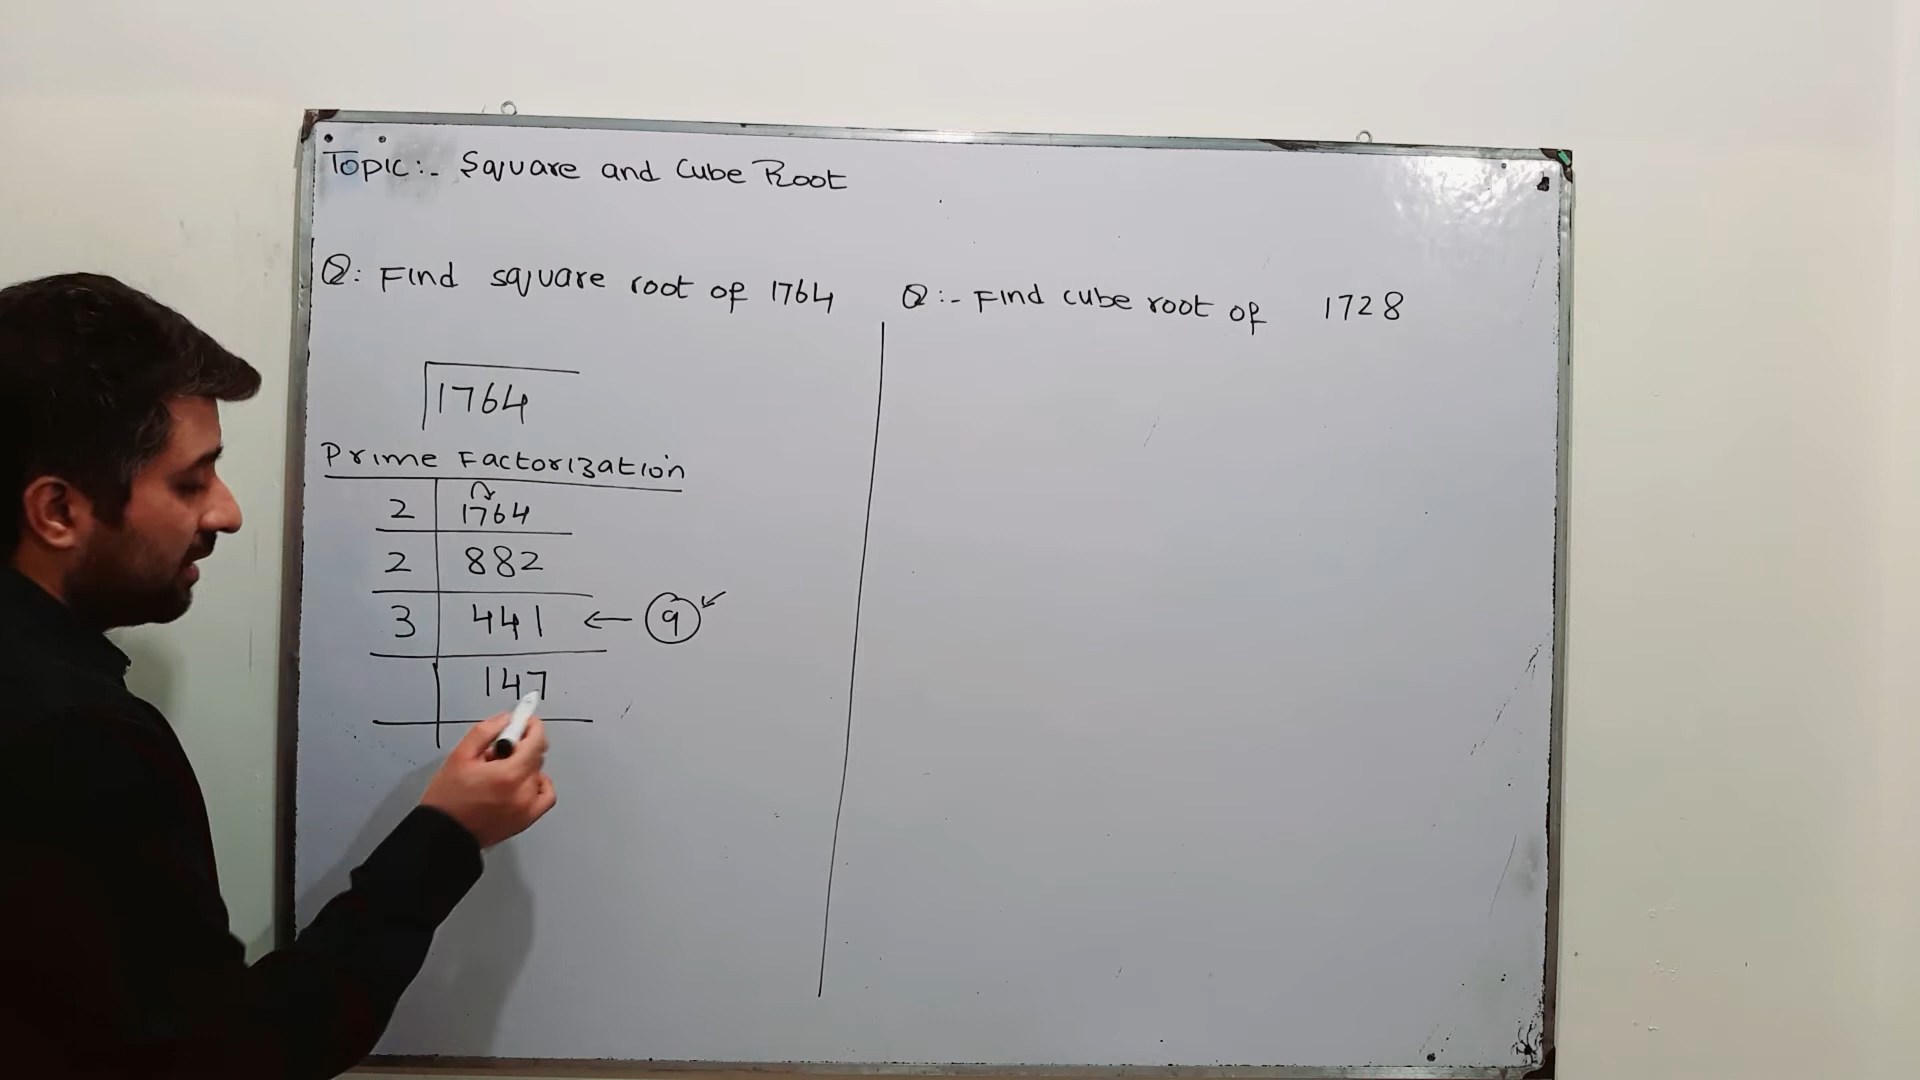 Topic:- Square and Cube Root
Q: Find square root of 1764
1764
Prime Factorization
2 1764
2 882
3 441 ← 9
147
Q:- Find cube root of 1728